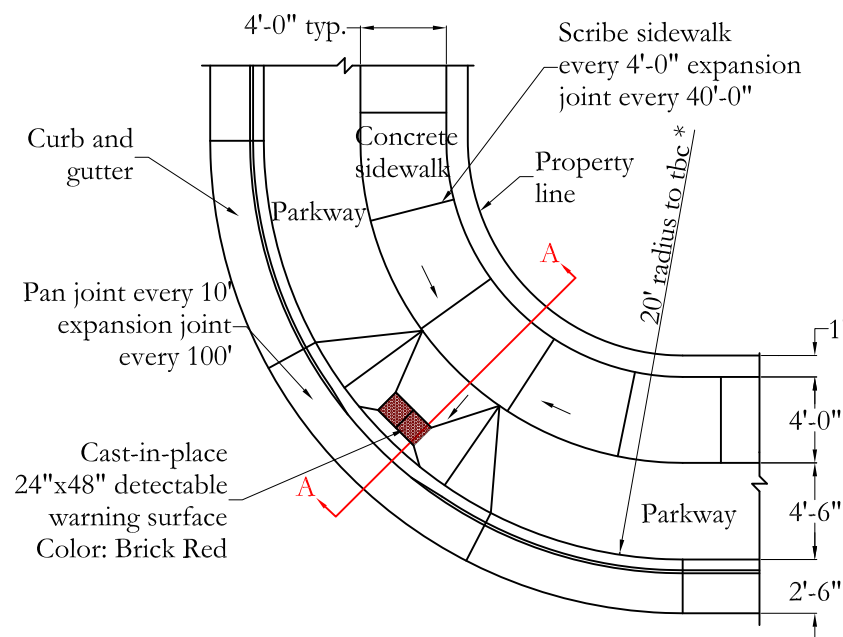 4'-0" typ.
Scribe sidewalk
every 4'-0" expansion
joint every 40'-0"
Curb and
gutter
Concrete
sidewalk
Property
line
20' radius to tbc *
Parkway
A
Pan joint every 10'
expansion joint
every 100'
1'
4'-0"
Cast-in-place
24"x48" detectable
warning surface
Color: Brick Red
A
Parkway
4'-6"
2'-6"